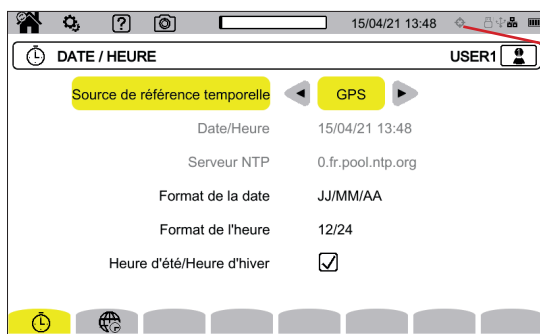 15/04/21 13:48
DATE / HEURE USER1
Source de référence temporelle GPS
Date/Heure 15/04/21 13:48
Serveur NTP 0.fr.pool.ntp.org
Format de la date JJ/MM/AA
Format de l'heure 12/24
Heure d'été/Heure d'hiver